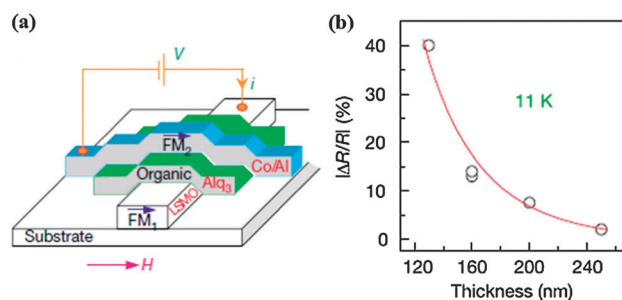 (a)
V
i
FM₂
Co/Al
Organic
Alq₃
LSMO
FM₁
Substrate
H
(b)
|ΔR/R| (%)
40
30
20
10
0
11 K
120 160 200 240
Thickness (nm)